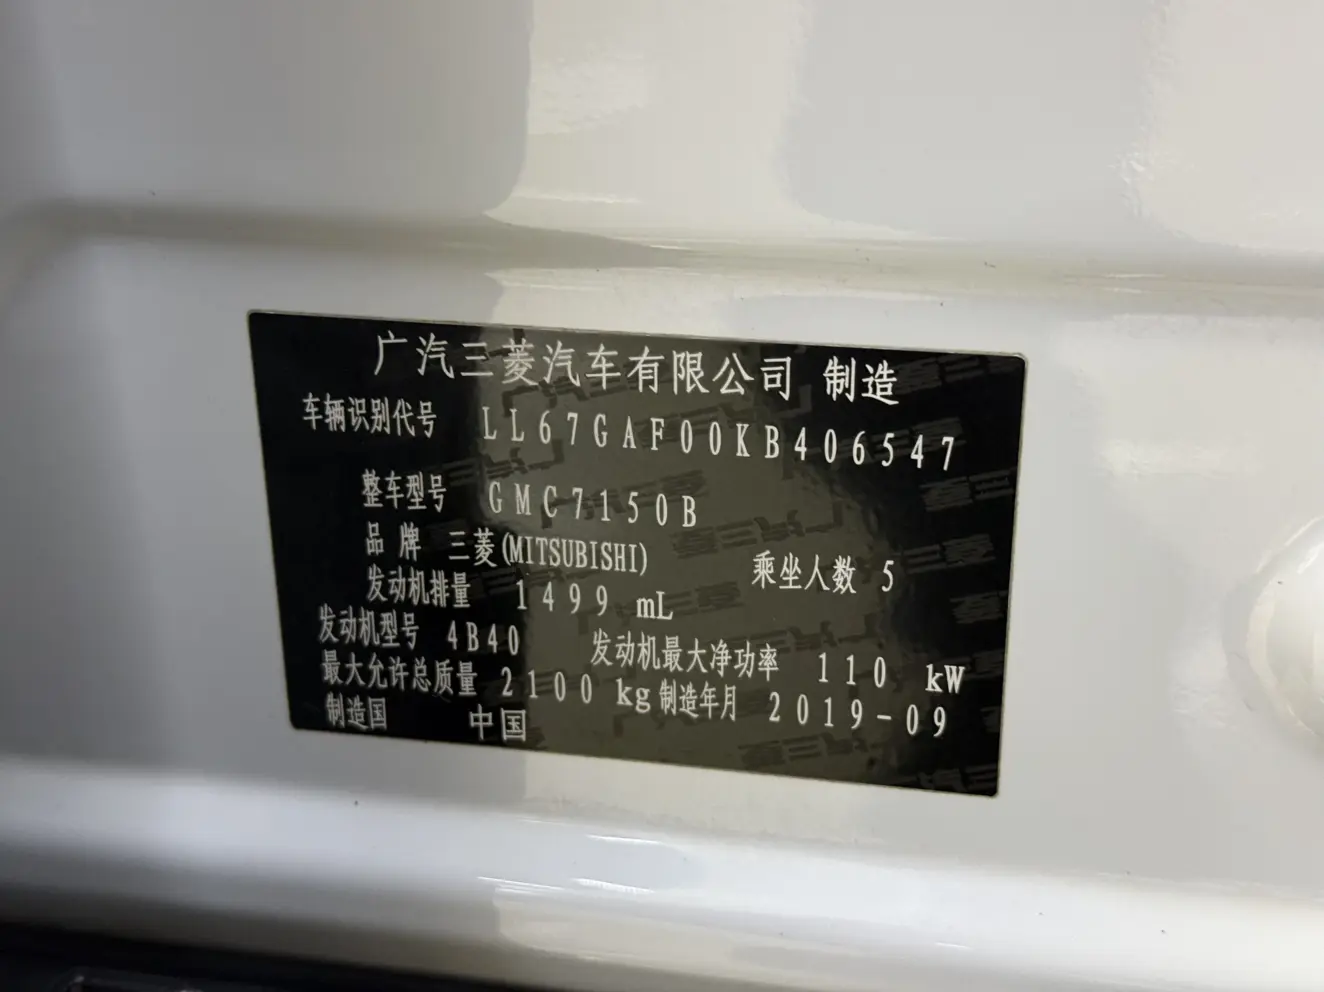 广汽三菱汽车有限公司 制造
车辆识别代号 LL67GAF00KB406547
整车型号 GMC7150B
品牌 三菱(MITSUBISHI) 乘坐人数 5
发动机排量 1499 mL
发动机型号 4B40 发动机最大净功率 110 kW
最大允许总质量 2100 kg 制造年月 2019-09
制造国 中国